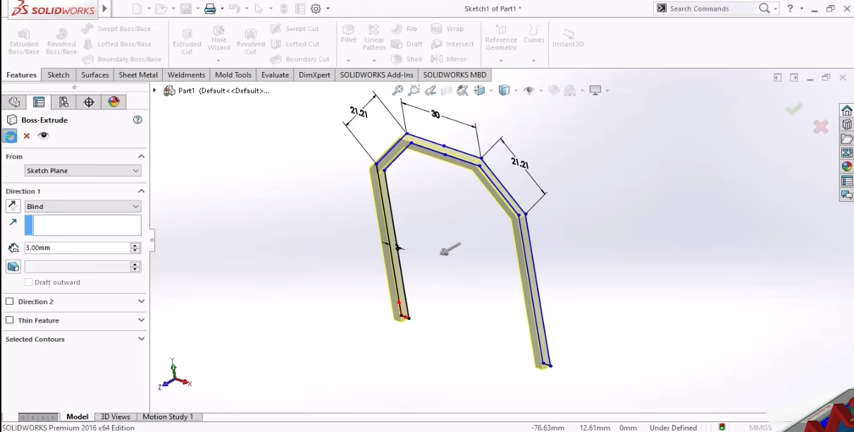 SOLIDWORKS
Sketch1 of Part1 *
Search Commands
Extruded Boss/Base
Revolved Boss/Base
Swept Boss/Base
Lofted Boss/Base
Boundary Boss/Base
Extruded Cut
Hole Wizard
Revolved Cut
Swept Cut
Lofted Cut
Boundary Cut
Fillet
Linear Pattern
Rib
Draft
Shell
Wrap
Intersect
Mirror
Reference Geometry
Curves
Instant3D
Features
Sketch
Surfaces
Sheet Metal
Weldments
Mold Tools
Evaluate
DimXpert
SOLIDWORKS Add-Ins
SOLIDWORKS MBD
Part1 (Default<<Default>...
Boss-Extrude
From
Sketch Plane
Direction 1
Blind
3.00mm
Draft outward
Direction 2
Thin Feature
Selected Contours
21.21
30
21.21
Y
X
Z
Model
3D Views
Motion Study 1
SOLIDWORKS Premium 2016 x64 Edition
-76.63mm
12.61mm
0mm
Under Defined
MMGS